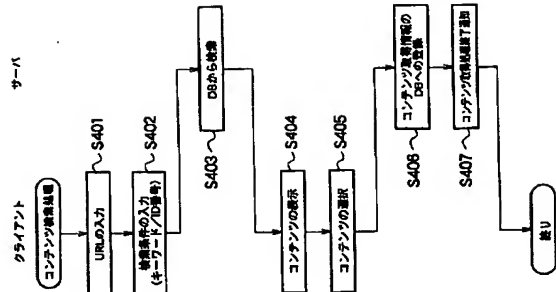 クライアント
サーバ
コンテンツ検索処理
URLの入力
S401
検索条件の入力
(キーワード/ID番号)
S402
DBから検索
S403
コンテンツの表示
S404
コンテンツの選択
S405
コンテンツ取得情報の
DBへの登録
S406
コンテンツ取得処理終了通知
S407
終り